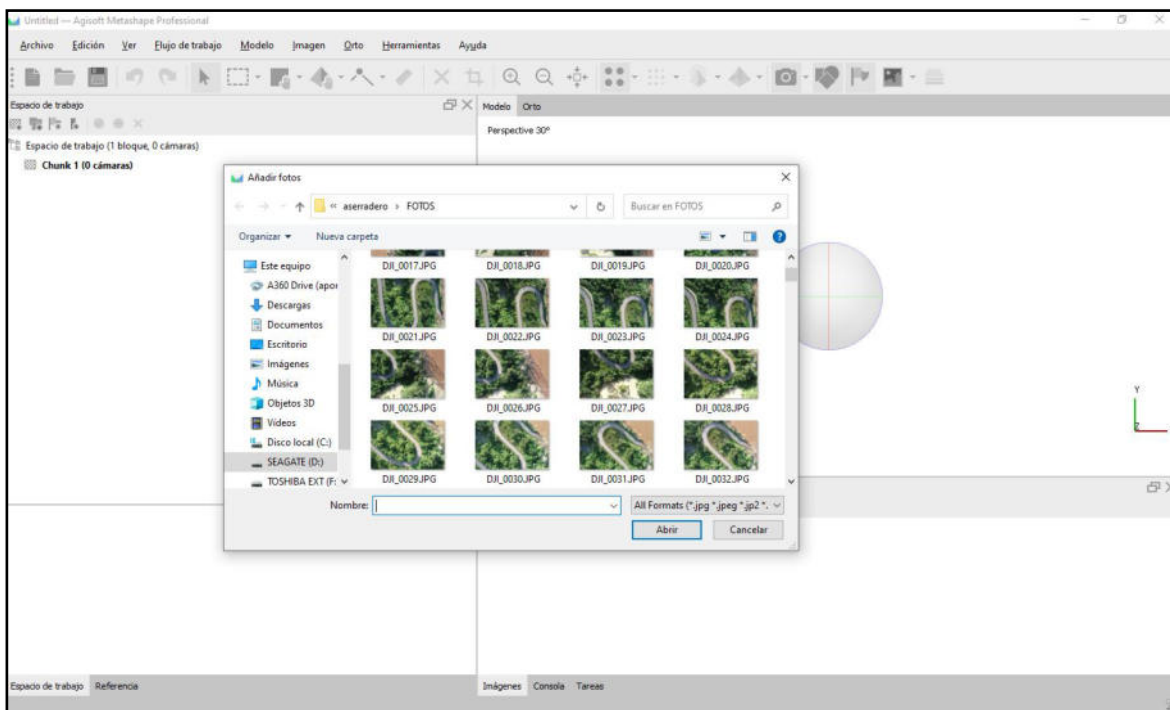 Untitled — Agisoft Metashape Professional
Archivo Edición Ver Flujo de trabajo Modelo Imagen Orto Herramientas Ayuda
Espacio de trabajo
Modelo Orto
Perspective 30°
Espacio de trabajo (1 bloque, 0 cámaras)
Chunk 1 (0 cámaras)
Añadir fotos
« aserradero › FOTOS
Buscar en FOTOS
Organizar
Nueva carpeta
Este equipo
A360 Drive (apor
Descargas
Documentos
Escritorio
Imágenes
Música
Objetos 3D
Vídeos
Disco local (C:)
SEAGATE (D:)
TOSHIBA EXT (F:
DJI_0017.JPG DJI_0018.JPG DJI_0019.JPG DJI_0020.JPG
DJI_0021.JPG DJI_0022.JPG DJI_0023.JPG DJI_0024.JPG
DJI_0025.JPG DJI_0026.JPG DJI_0027.JPG DJI_0028.JPG
DJI_0029.JPG DJI_0030.JPG DJI_0031.JPG DJI_0032.JPG
Nombre:
All Formats (*.jpg *.jpeg *.jp2 *.
Abrir Cancelar
Y
Z
Espacio de trabajo Referencia
Imágenes Consola Tareas